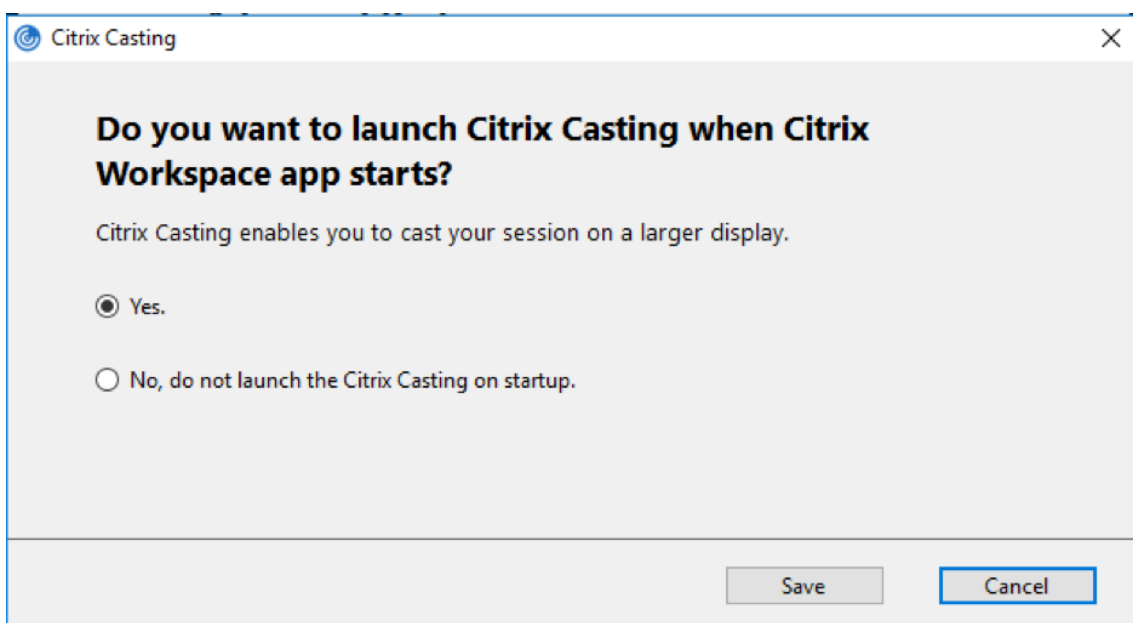 Citrix Casting
Do you want to launch Citrix Casting when Citrix
Workspace app starts?
Citrix Casting enables you to cast your session on a larger display.
Yes.
No, do not launch the Citrix Casting on startup.
Save
Cancel